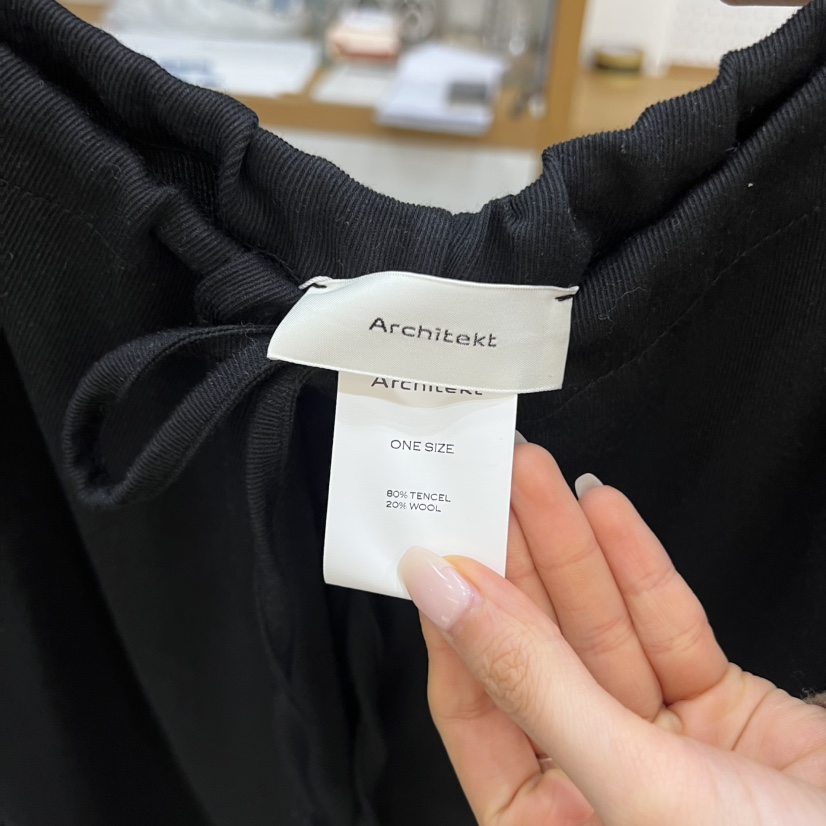 Architekt
Architekt
ONE SIZE
80% TENCEL
20% WOOL